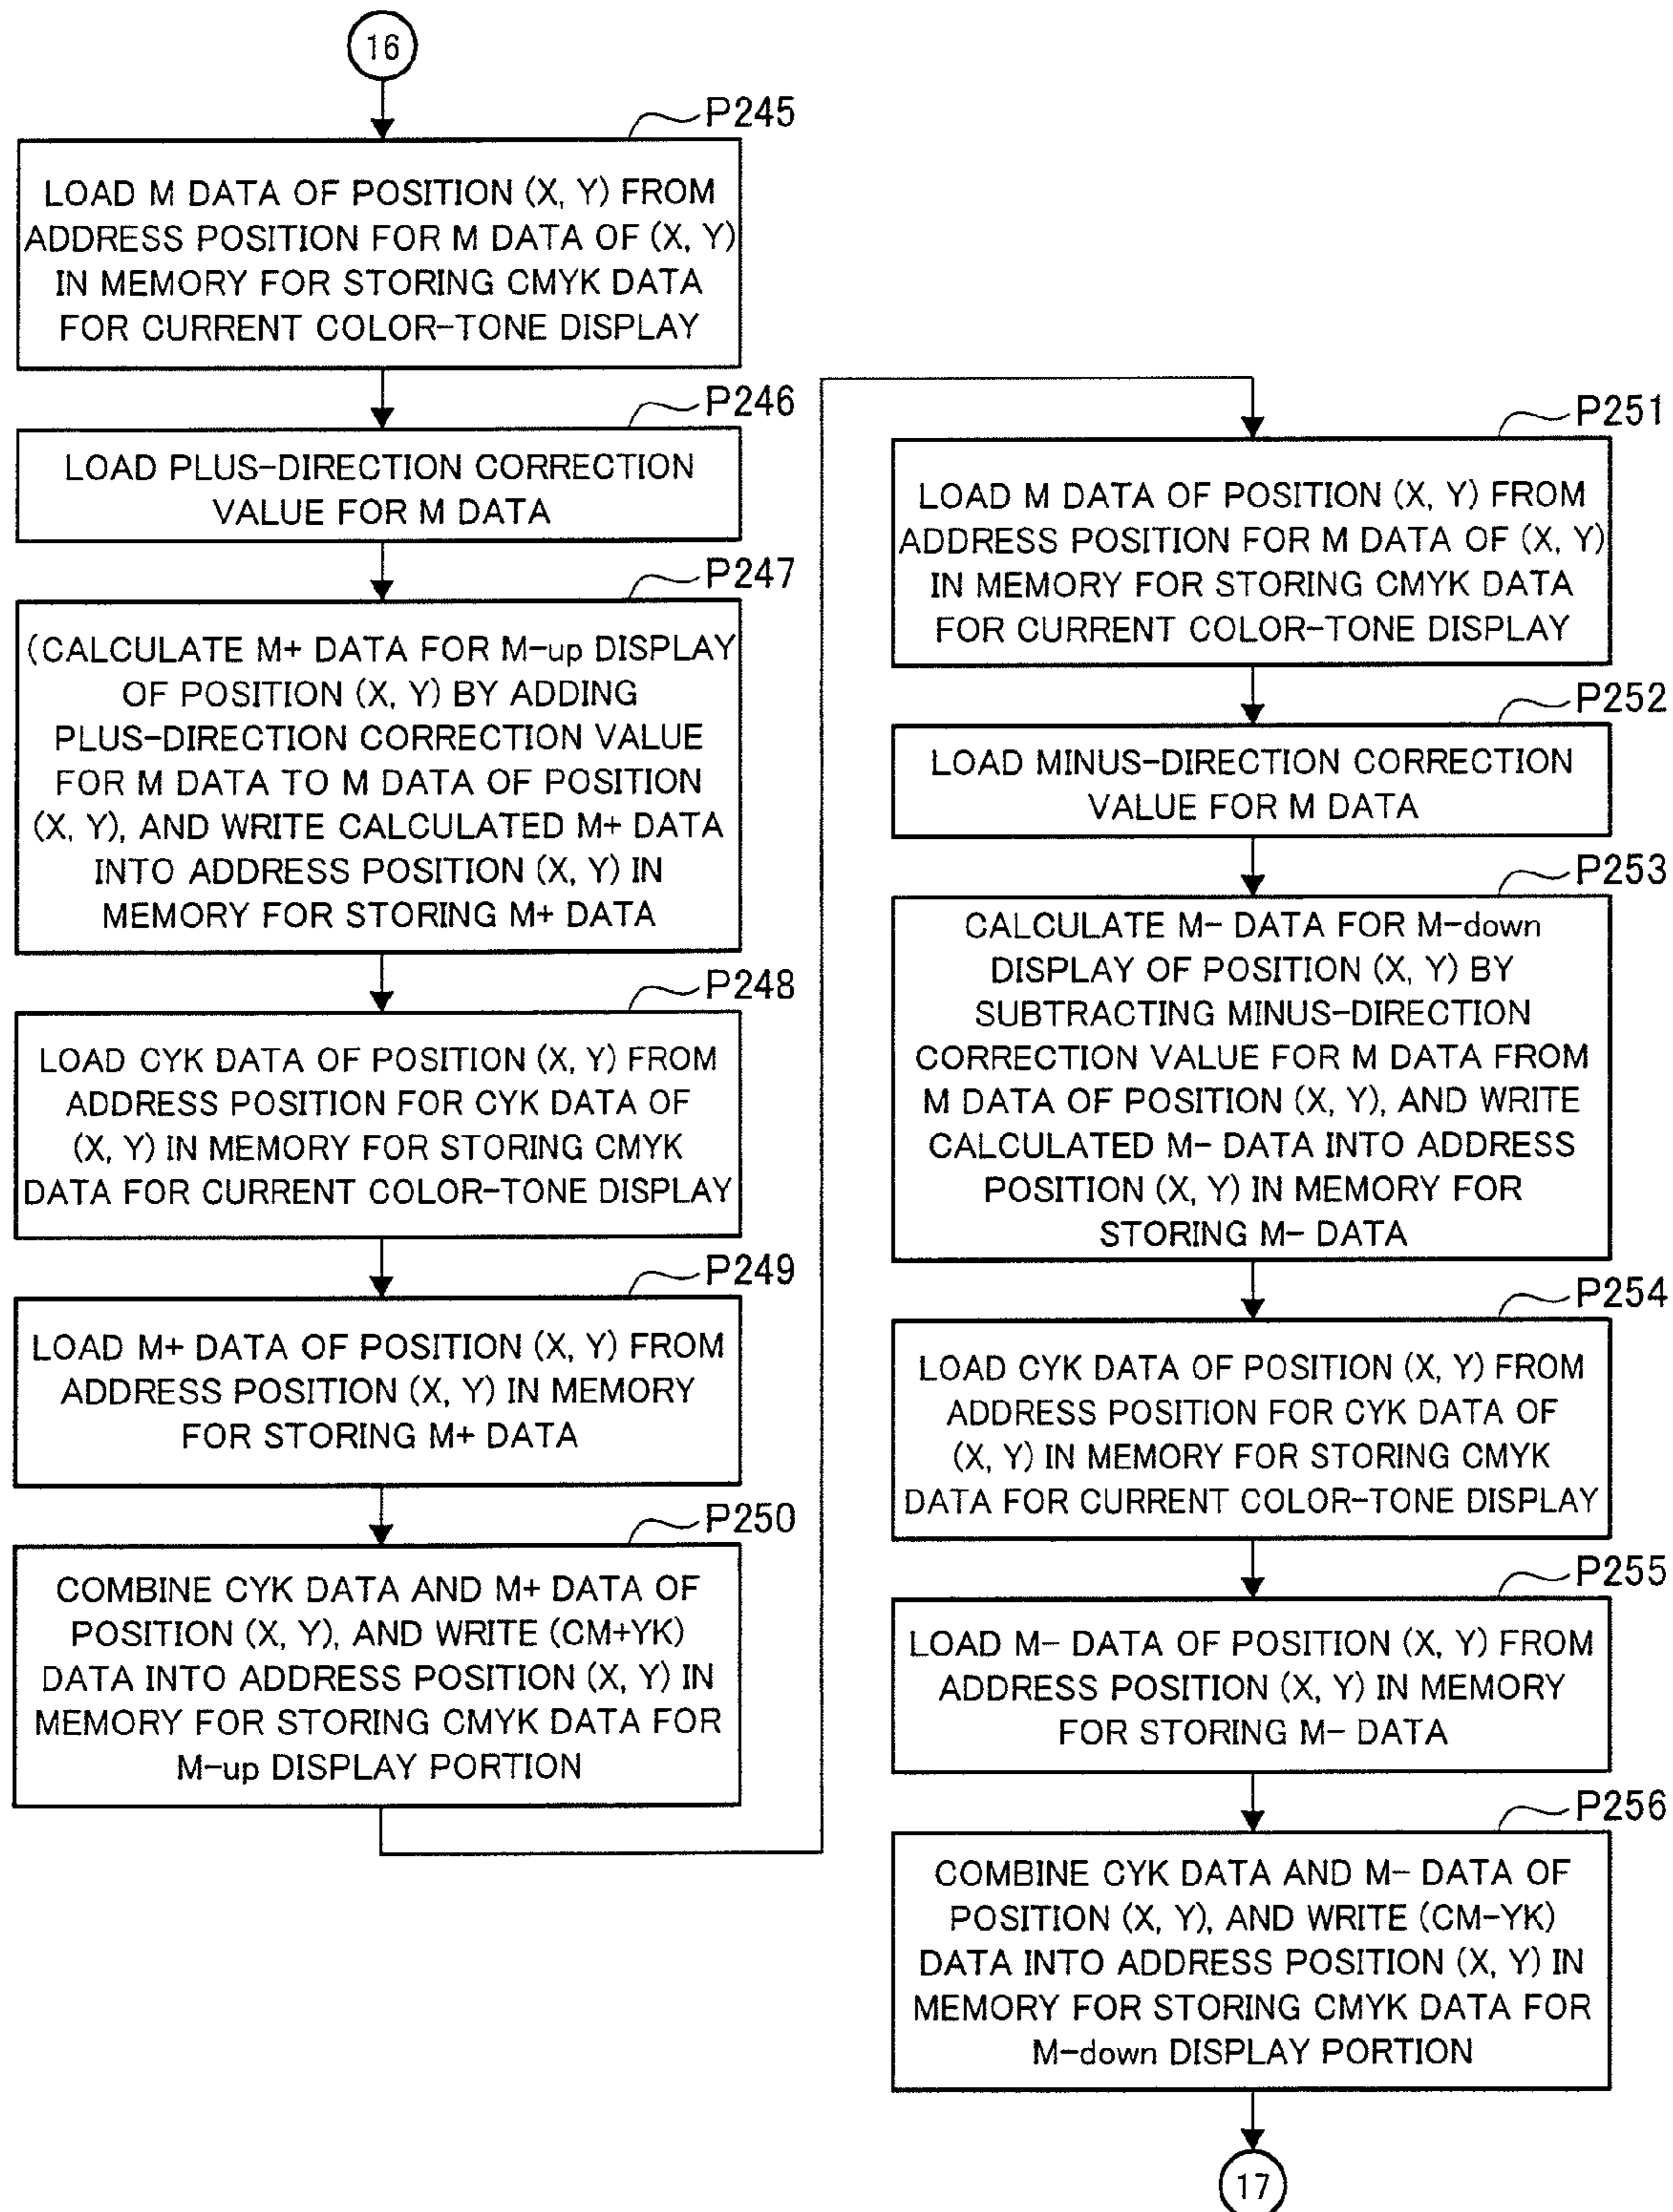 16
P245
LOAD M DATA OF POSITION (X, Y) FROM
ADDRESS POSITION FOR M DATA OF (X, Y)
IN MEMORY FOR STORING CMYK DATA
FOR CURRENT COLOR-TONE DISPLAY
P246
LOAD PLUS-DIRECTION CORRECTION
VALUE FOR M DATA
P247
(CALCULATE M+ DATA FOR M-up DISPLAY
OF POSITION (X, Y) BY ADDING
PLUS-DIRECTION CORRECTION VALUE
FOR M DATA TO M DATA OF POSITION
(X, Y), AND WRITE CALCULATED M+ DATA
INTO ADDRESS POSITION (X, Y) IN
MEMORY FOR STORING M+ DATA
P248
LOAD CYK DATA OF POSITION (X, Y) FROM
ADDRESS POSITION FOR CYK DATA OF
(X, Y) IN MEMORY FOR STORING CMYK
DATA FOR CURRENT COLOR-TONE DISPLAY
P249
LOAD M+ DATA OF POSITION (X, Y) FROM
ADDRESS POSITION (X, Y) IN MEMORY
FOR STORING M+ DATA
P250
COMBINE CYK DATA AND M+ DATA OF
POSITION (X, Y), AND WRITE (CM+YK)
DATA INTO ADDRESS POSITION (X, Y) IN
MEMORY FOR STORING CMYK DATA FOR
M-up DISPLAY PORTION
P251
LOAD M DATA OF POSITION (X, Y) FROM
ADDRESS POSITION FOR M DATA OF (X, Y)
IN MEMORY FOR STORING CMYK DATA
FOR CURRENT COLOR-TONE DISPLAY
P252
LOAD MINUS-DIRECTION CORRECTION
VALUE FOR M DATA
P253
CALCULATE M- DATA FOR M-down
DISPLAY OF POSITION (X, Y) BY
SUBTRACTING MINUS-DIRECTION
CORRECTION VALUE FOR M DATA FROM
M DATA OF POSITION (X, Y), AND WRITE
CALCULATED M- DATA INTO ADDRESS
POSITION (X, Y) IN MEMORY FOR
STORING M- DATA
P254
LOAD CYK DATA OF POSITION (X, Y) FROM
ADDRESS POSITION FOR CYK DATA OF
(X, Y) IN MEMORY FOR STORING CMYK
DATA FOR CURRENT COLOR-TONE DISPLAY
P255
LOAD M- DATA OF POSITION (X, Y) FROM
ADDRESS POSITION (X, Y) IN MEMORY
FOR STORING M- DATA
P256
COMBINE CYK DATA AND M- DATA OF
POSITION (X, Y), AND WRITE (CM-YK)
DATA INTO ADDRESS POSITION (X, Y) IN
MEMORY FOR STORING CMYK DATA FOR
M-down DISPLAY PORTION
17